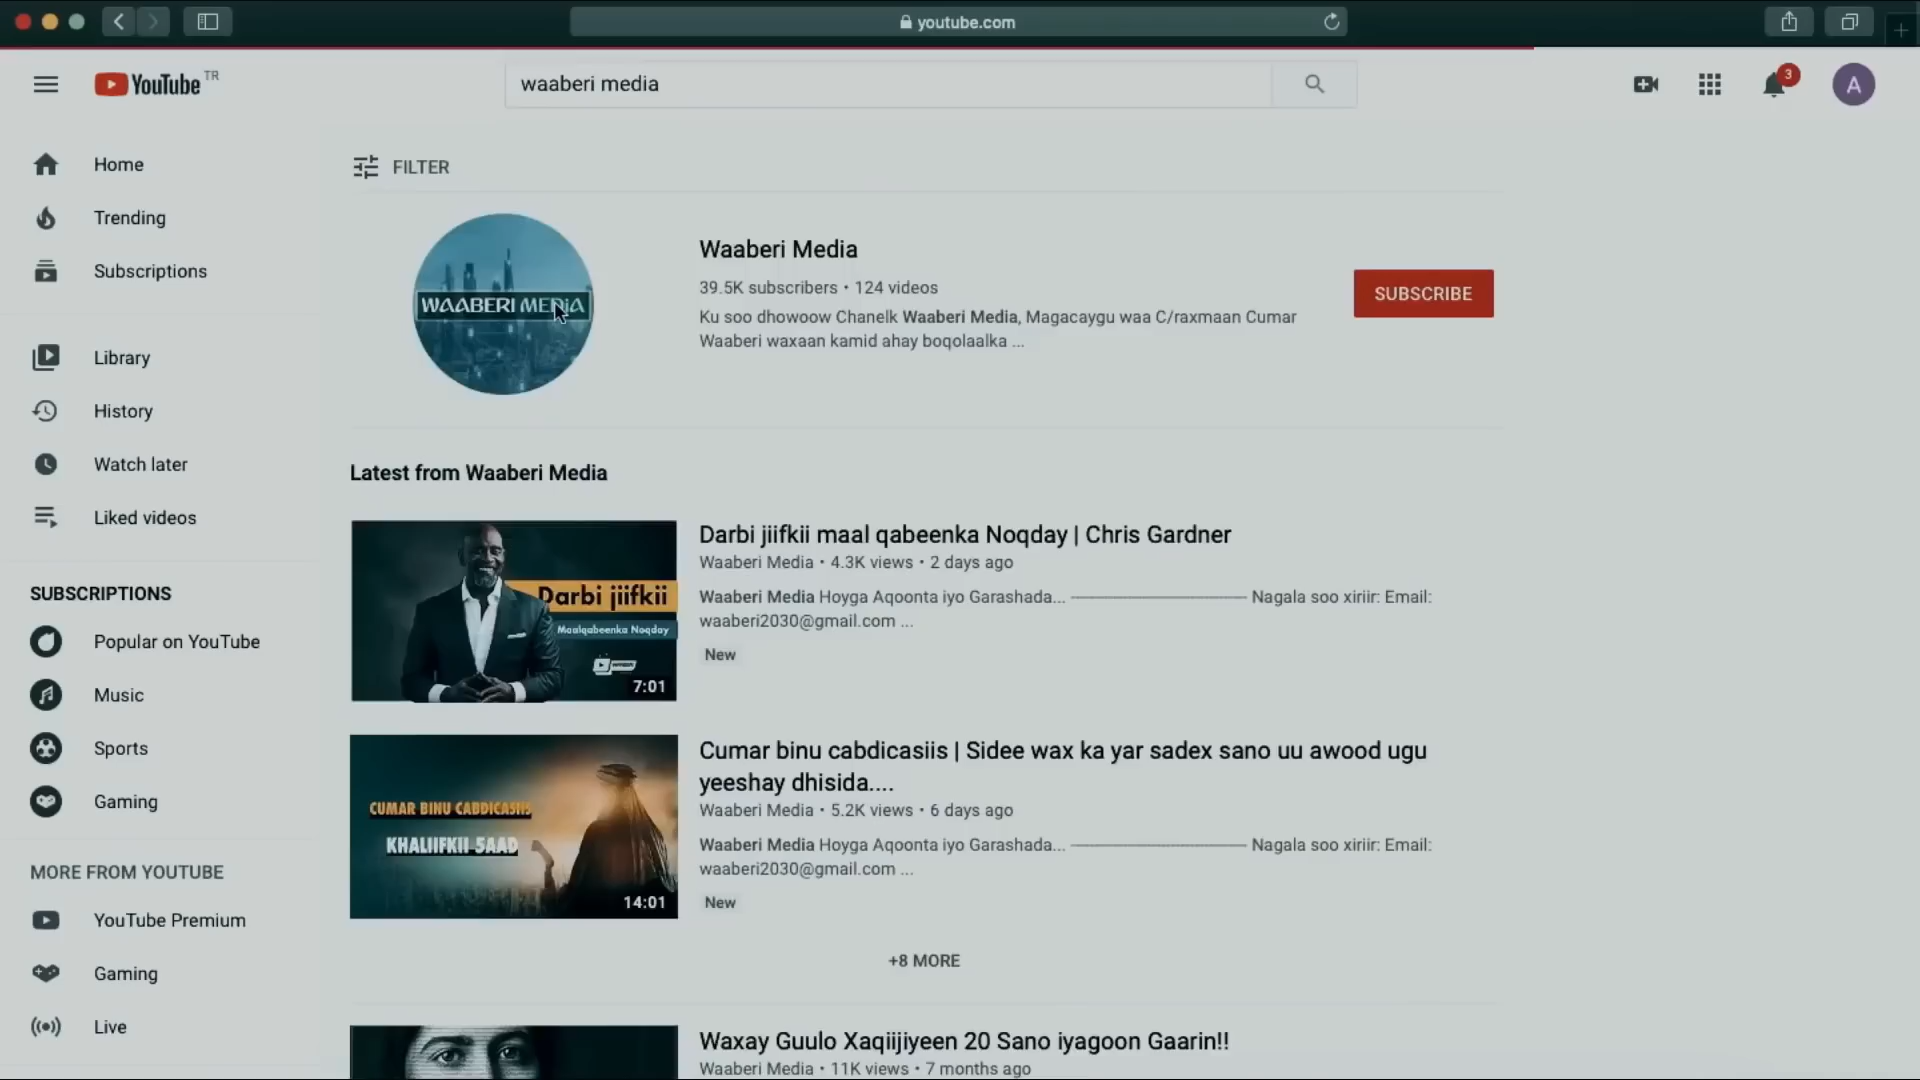 youtube.com
YouTube TR
waaberi media
3
A
Home
Trending
Subscriptions
Library
History
Watch later
Liked videos
SUBSCRIPTIONS
Popular on YouTube
Music
Sports
Gaming
MORE FROM YOUTUBE
YouTube Premium
Gaming
Live
FILTER
WAABERI MEDiA
Waaberi Media
39.5K subscribers • 124 videos
Ku soo dhowoow Chanelk Waaberi Media, Magacaygu waa C/raxmaan Cumar
Waaberi waxaan kamid ahay boqolaalka ...
SUBSCRIBE
Latest from Waaberi Media
Darbi jiifkii
Maalqabeenka Noqday
7:01
Darbi jiifkii maal qabeenka Noqday | Chris Gardner
Waaberi Media • 4.3K views • 2 days ago
Waaberi Media Hoyga Aqoonta iyo Garashada... ---------------------------------------- Nagala soo xiriir: Email:
waaberi2030@gmail.com ...
New
CUMAR BINU CABDICASIIS
KHALIIFKII 5AAD
14:01
Cumar binu cabdicasiis | Sidee wax ka yar sadex sano uu awood ugu
yeeshay dhisida....
Waaberi Media • 5.2K views • 6 days ago
Waaberi Media Hoyga Aqoonta iyo Garashada... ---------------------------------------- Nagala soo xiriir: Email:
waaberi2030@gmail.com ...
New
+8 MORE
Waxay Guulo Xaqiijiyeen 20 Sano iyagoon Gaarin!!
Waaberi Media • 11K views • 7 months ago